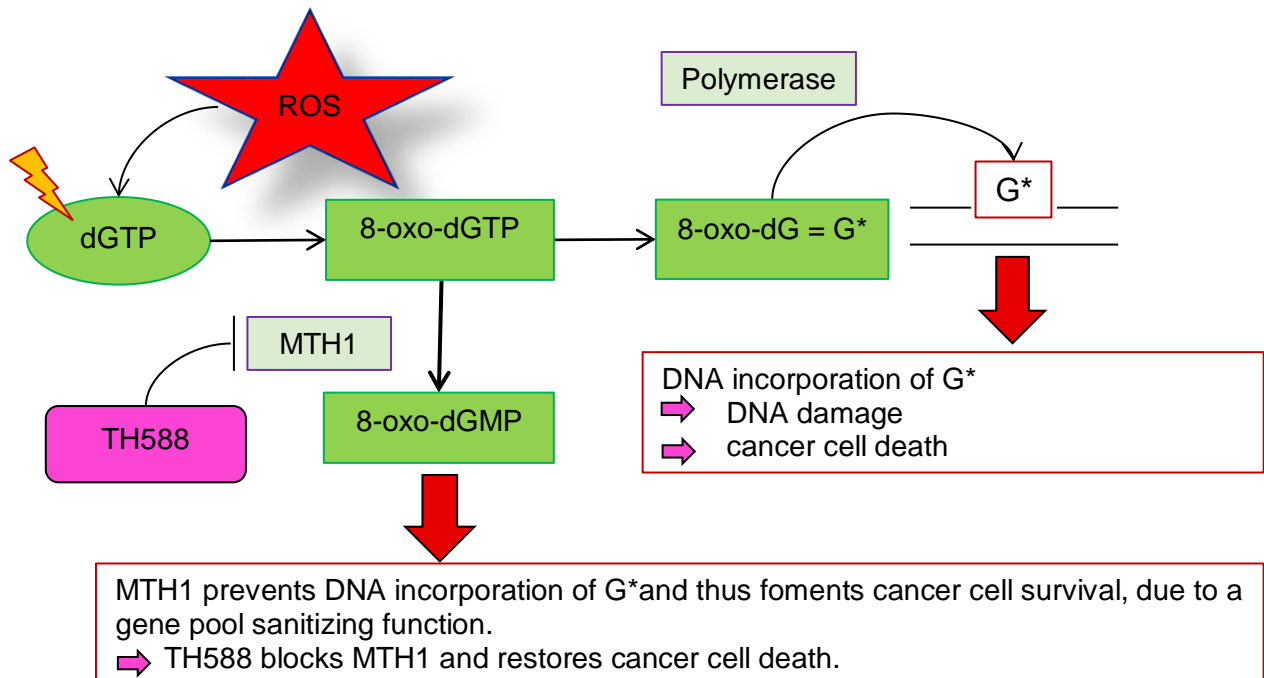 ROS
Polymerase
G*
dGTP
8-oxo-dGTP
8-oxo-dG = G*
MTH1
TH588
8-oxo-dGMP
DNA incorporation of G*
DNA damage
cancer cell death
MTH1 prevents DNA incorporation of G*and thus foments cancer cell survival, due to a
gene pool sanitizing function.
TH588 blocks MTH1 and restores cancer cell death.